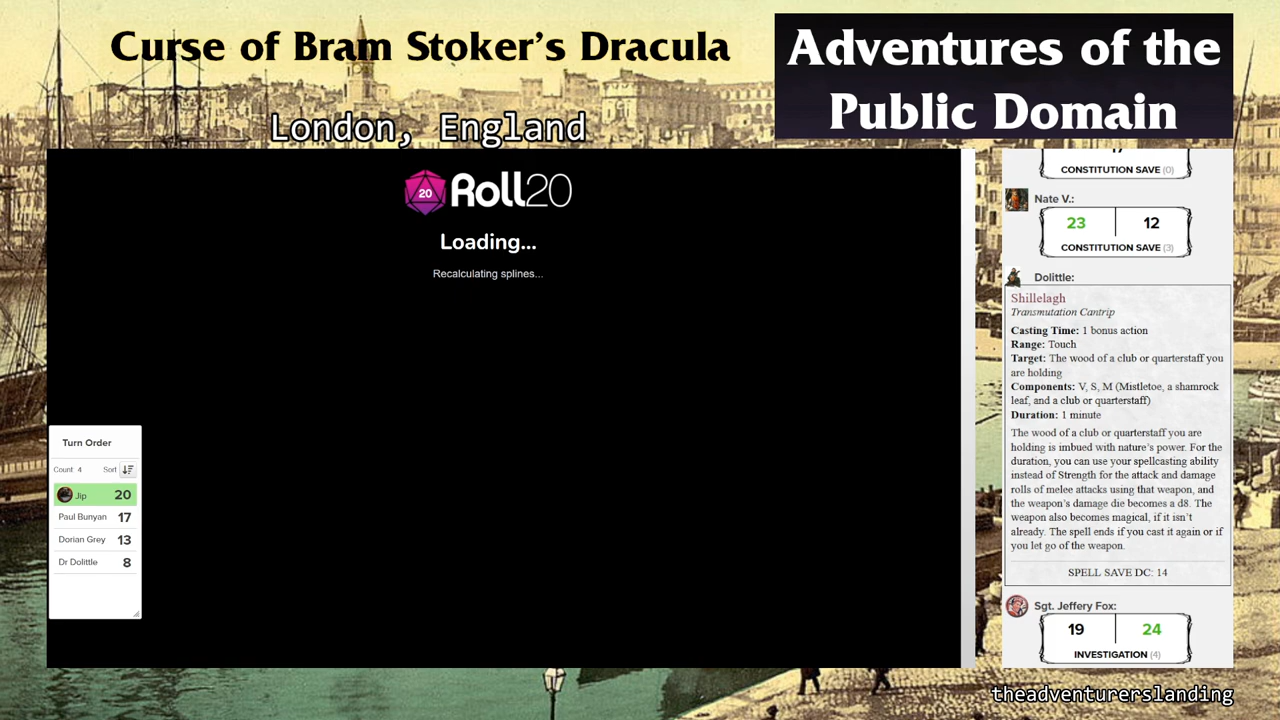 Curse of Bram Stoker's Dracula
London, England
Adventures of the
Public Domain
20
Roll20
Loading...
Recalculating splines...
Turn Order
Count 4 Sort
Jip 20
Paul Bunyan 17
Dorian Grey 13
Dr Dolittle 8
CONSTITUTION SAVE (0)
Nate V.:
23 12
CONSTITUTION SAVE (3)
Dolittle:
Shillelagh
Transmutation Cantrip
Casting Time: 1 bonus action
Range: Touch
Target: The wood of a club or quarterstaff you
are holding
Components: V, S, M (Mistletoe, a shamrock
leaf, and a club or quarterstaff)
Duration: 1 minute
The wood of a club or quarterstaff you are
holding is imbued with nature's power. For the
duration, you can use your spellcasting ability
instead of Strength for the attack and damage
rolls of melee attacks using that weapon, and
the weapon's damage die becomes a d8. The
weapon also becomes magical, if it isn't
already. The spell ends if you cast it again or if
you let go of the weapon.
SPELL SAVE DC: 14
Sgt. Jeffery Fox:
19 24
INVESTIGATION (4)
theadventurerslanding